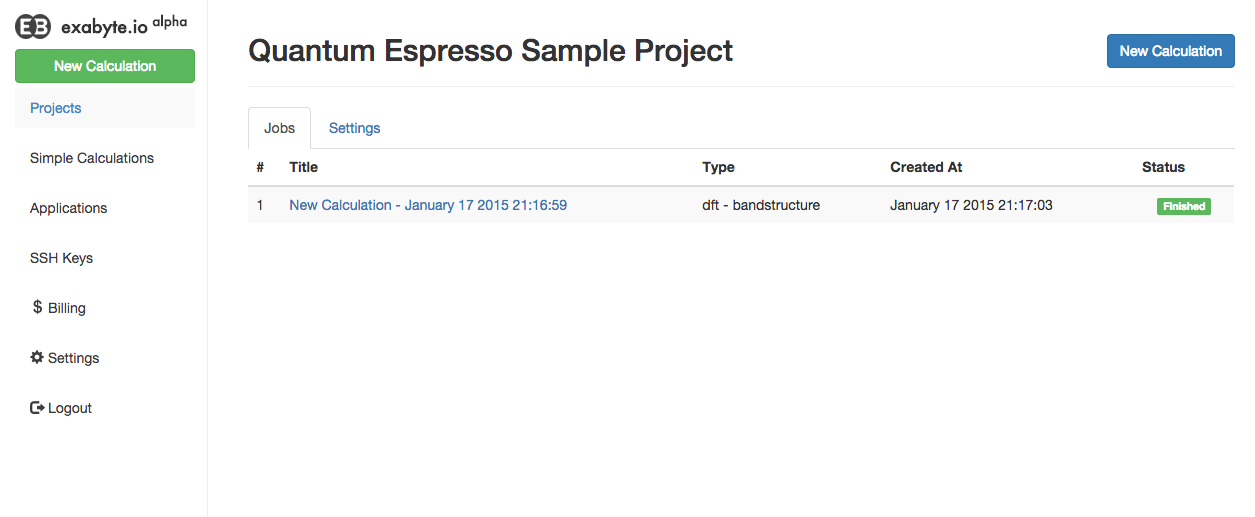 EB exabyte.io alpha
New Calculation
Projects
Simple Calculations
Applications
SSH Keys
$ Billing
Settings
Logout
Quantum Espresso Sample Project
New Calculation
Jobs Settings
# Title Type Created At Status
1 New Calculation - January 17 2015 21:16:59 dft - bandstructure January 17 2015 21:17:03 Finished